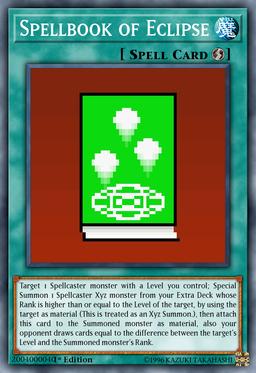 Spellbook of Eclipse 魔
[ Spell Card ]
Target 1 Spellcaster monster with a Level you control; Special
Summon 1 Spellcaster Xyz monster from your Extra Deck whose
Rank is higher than or equal to the Level of the target, by using the
target as material (This is treated as an Xyz Summon.), then attach
this card to the Summoned monster as material, also your
opponent draws cards equal to the difference between the target's
Level and the Summoned monster's Rank.
2004000040 1st Edition ©1996 KAZUKI TAKAHASHI